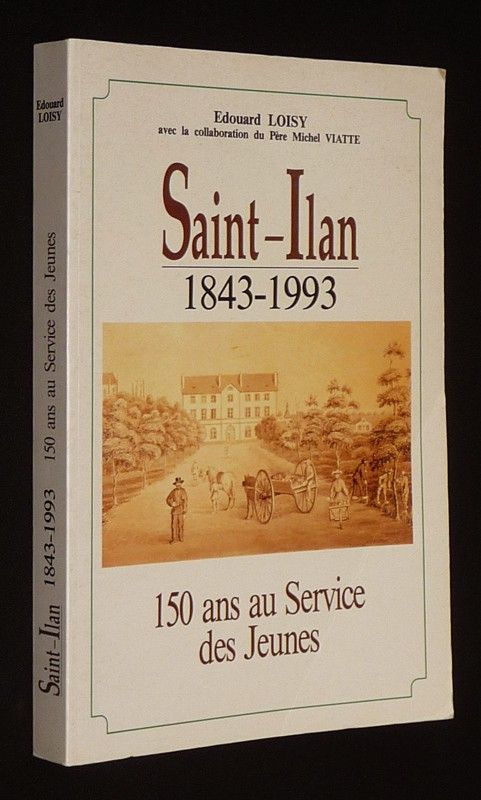 Edouard LOISY
avec la collaboration du Père Michel VIATTE
Saint-Ilan
1843-1993
150 ans au Service
des Jeunes
Edouard
LOISY
Saint-Ilan 1843-1993 150 ans au Service des Jeunes